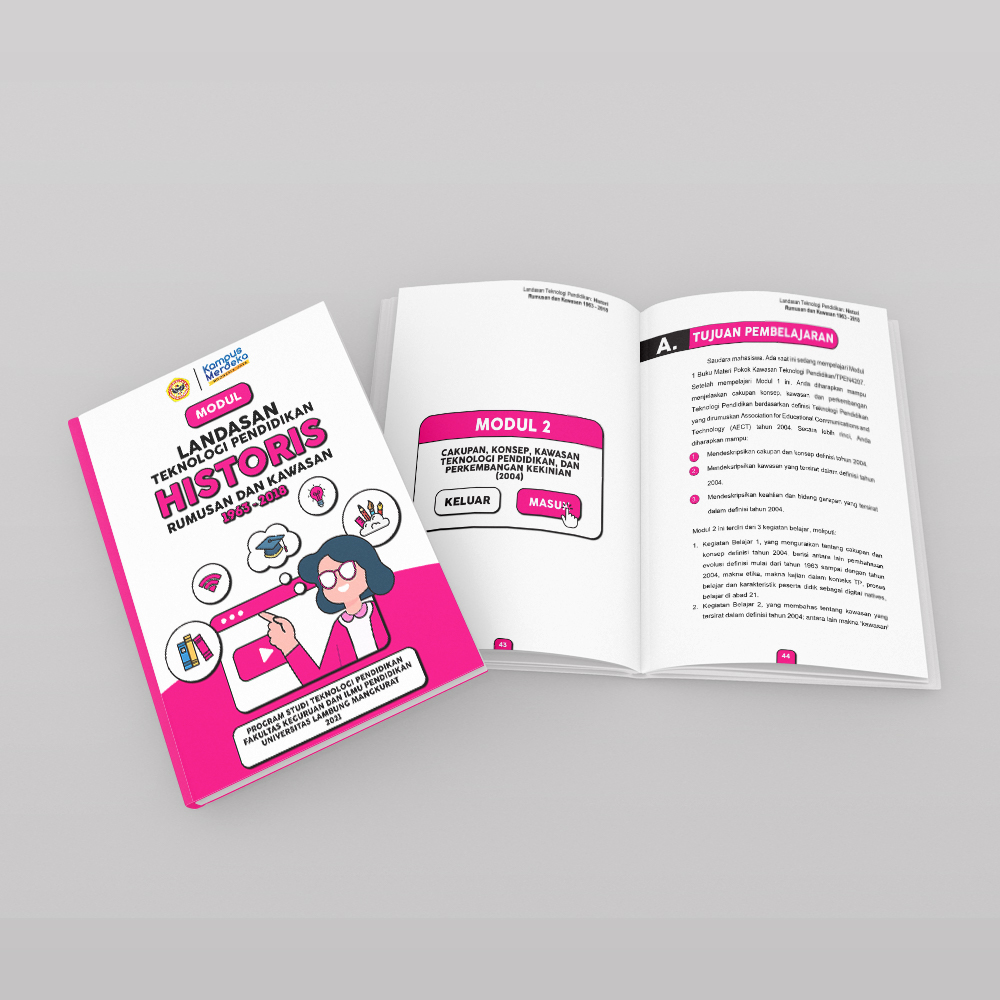 Kampus
Merdeka
MODUL
LANDASAN
TEKNOLOGI PENDIDIKAN
HISTORIS
RUMUSAN DAN KAWASAN
1963 - 2018
PROGRAM STUDI TEKNOLOGI PENDIDIKAN
FAKULTAS KEGURUAN DAN ILMU PENDIDIKAN
UNIVERSITAS LAMBUNG MANGKURAT
2021
Landasan Teknologi Pendidikan: Histori
Rumusan dan Kawasan 1963 - 2018
MODUL 2
CAKUPAN, KONSEP, KAWASAN
TEKNOLOGI PENDIDIKAN, DAN
PERKEMBANGAN KEKINIAN
(2004)
KELUAR
MASUK
43
Landasan Teknologi Pendidikan: Histori
Rumusan dan Kawasan 1963 - 2018
A. TUJUAN PEMBELAJARAN
Saudara mahasiswa. Ada saat ini sedang mempelajari Modul
1 Buku Materi Pokok Kawasan Teknologi Pendidikan/TPEN4207.
Setelah mempelajari Modul 1 ini, Anda diharapkan mampu
menjelaskan cakupan konsep, kawasan dan perkembangan
Teknologi Pendidikan berdasarkan definisi Teknologi Pendidikan
yang dirumuskan Association for Educational Communications and
Technology (AECT) tahun 2004. Secara lebih rinci, Anda
diharapkan mampu:
1. Mendeskripsikan cakupan dan konsep definisi tahun 2004.
2. Mendekskripsikan kawasan yang tersirat dalam definisi tahun
2004.
3. Mendeskripsikan keahlian dan bidang garapan yang tersirat
dalam definisi tahun 2004.
Modul 2 ini terdiri dari 3 kegiatan belajar, meliputi:
1. Kegiatan Belajar 1, yang menguraikan tentang cakupan dan
konsep definisi tahun 2004, berisi antara lain pembahasan
evolusi definisi mulai dari tahun 1963 sampai dengan tahun
2004, makna etika, makna kajian dalam konteks TP, proses
belajar dan karakteristik peserta didik sebagai digital natives,
belajar di abad 21.
2. Kegiatan Belajar 2, yang membahas tentang kawasan yang
tersirat dalam definisi tahun 2004; antara lain makna 'kawasan'
44